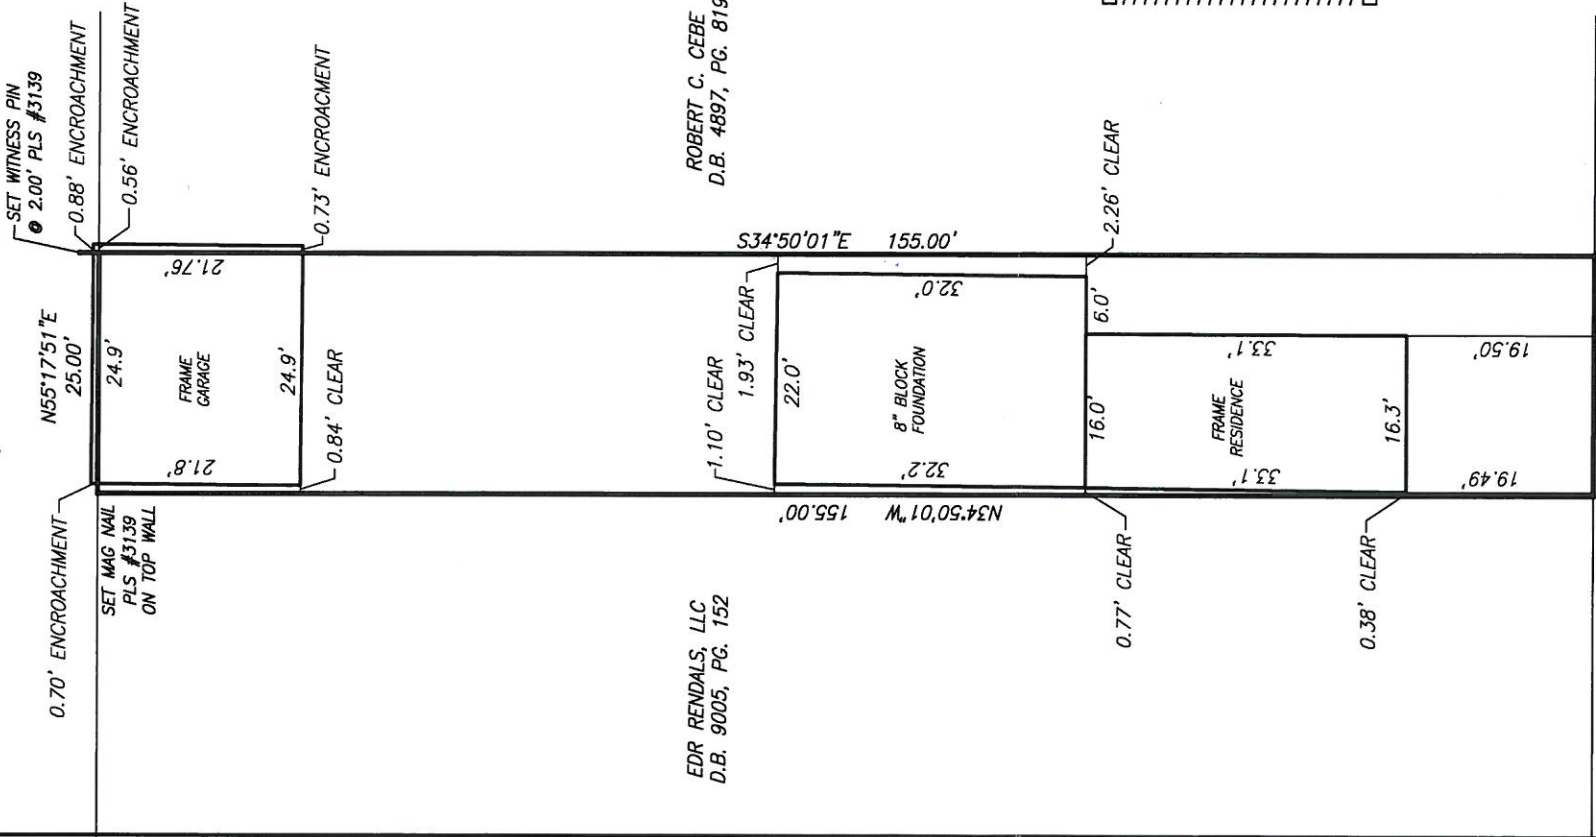 SET WITNESS PIN
@ 2.00' PLS #3139
0.88' ENCROACHMENT
0.56' ENCROACHMENT
0.73' ENCROACMENT
N55°17'51"E
25.00'
24.9'
21.76'
FRAME
GARAGE
24.9'
21.8'
0.84' CLEAR
0.70' ENCROACHMENT
SET MAG NAIL
PLS #3139
ON TOP WALL
ROBERT C. CEBE
D.B. 4897, PG. 819
S34°50'01"E 155.00'
2.26' CLEAR
1.93' CLEAR
1.10' CLEAR
22.0'
32.0'
8" BLOCK
FOUNDATION
32.2'
6.0'
16.0'
33.1'
FRAME
RESIDENCE
33.1'
16.3'
19.50'
19.49'
N34°50'01"W 155.00'
0.77' CLEAR
0.38' CLEAR
EDR RENDALS, LLC
D.B. 9005, PG. 152